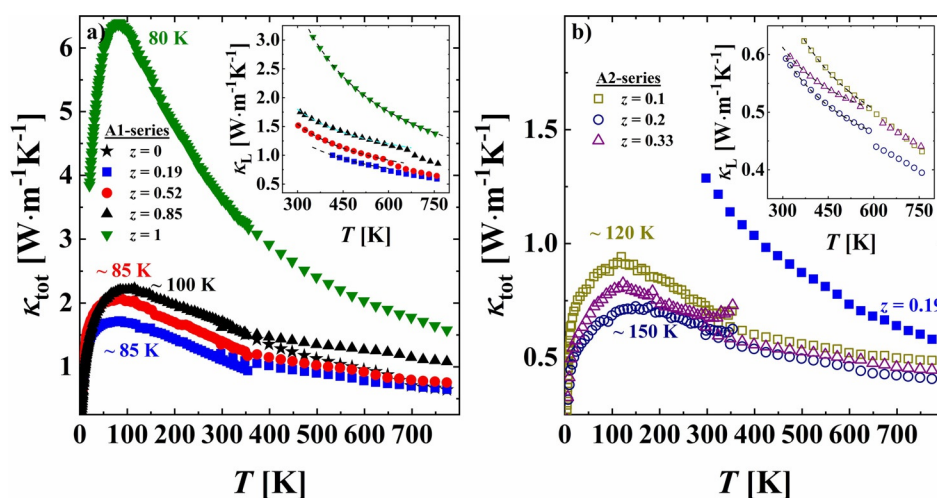 a)
80 K
A1-series
z = 0
z = 0.19
z = 0.52
z = 0.85
z = 1
~ 85 K
~ 100 K
~ 85 K
κtot [W·m⁻¹K⁻¹]
6
5
4
3
2
1
0 100 200 300 400 500 600 700
T [K]
κL [W·m⁻¹K⁻¹]
3.0
2.5
2.0
1.5
1.0
0.5
300 450 600 750
T [K]
b)
A2-series
z = 0.1
z = 0.2
z = 0.33
~ 120 K
~ 150 K
z = 0.19
κtot [W·m⁻¹K⁻¹]
1.5
1.0
0.5
0 100 200 300 400 500 600 700
T [K]
κL [W·m⁻¹K⁻¹]
0.6
0.5
0.4
300 450 600 750
T [K]